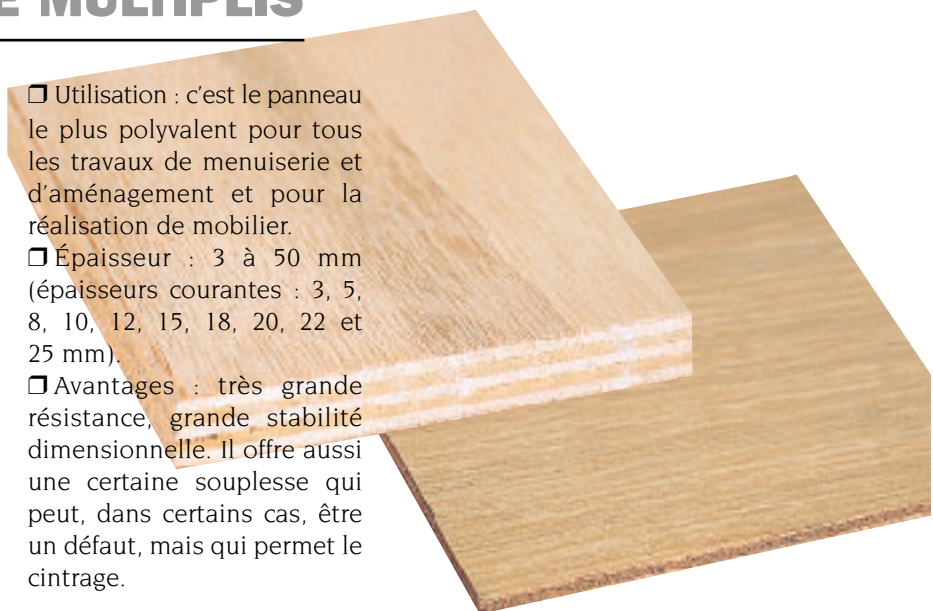 E MULTIPLIS
❒ Utilisation : c'est le panneau
le plus polyvalent pour tous
les travaux de menuiserie et
d'aménagement et pour la
réalisation de mobilier.
❒ Épaisseur : 3 à 50 mm
(épaisseurs courantes : 3, 5,
8, 10, 12, 15, 18, 20, 22 et
25 mm).
❒ Avantages : très grande
résistance, grande stabilité
dimensionnelle. Il offre aussi
une certaine souplesse qui
peut, dans certains cas, être
un défaut, mais qui permet le
cintrage.